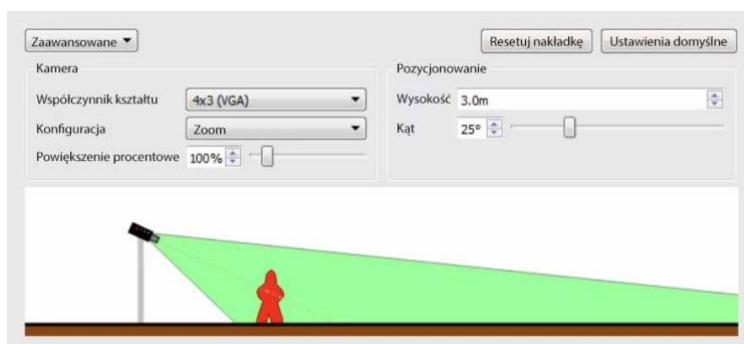 Zaawansowane
Resetuj nakładkę
Ustawienia domyślne
Kamera
Współczynnik kształtu
4x3 (VGA)
Konfiguracja
Zoom
Powiększenie procentowe
100%
Pozycjonowanie
Wysokość
3.0m
Kąt
25°